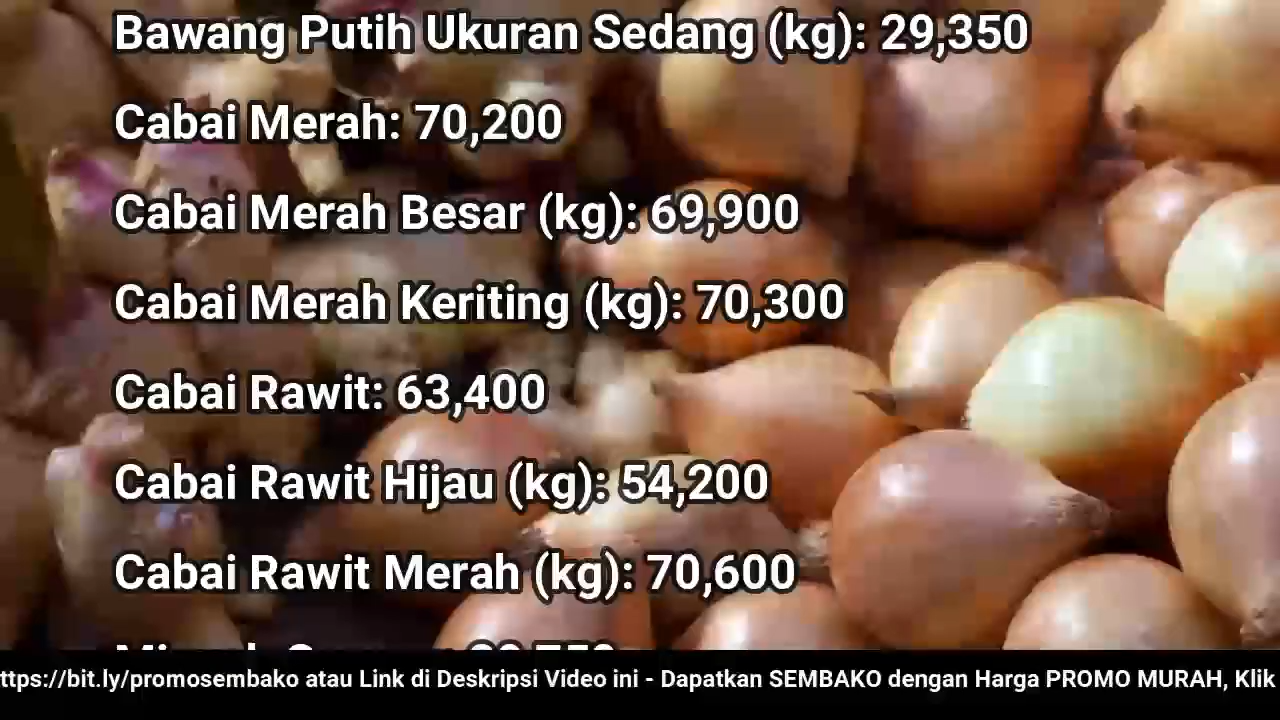 Bawang Putih Ukuran Sedang (kg): 29,350
Cabai Merah: 70,200
Cabai Merah Besar (kg): 69,900
Cabai Merah Keriting (kg): 70,300
Cabai Rawit: 63,400
Cabai Rawit Hijau (kg): 54,200
Cabai Rawit Merah (kg): 70,600
ttps://bit.ly/promosembako atau Link di Deskripsi Video ini - Dapatkan SEMBAKO dengan Harga PROMO MURAH, Klik